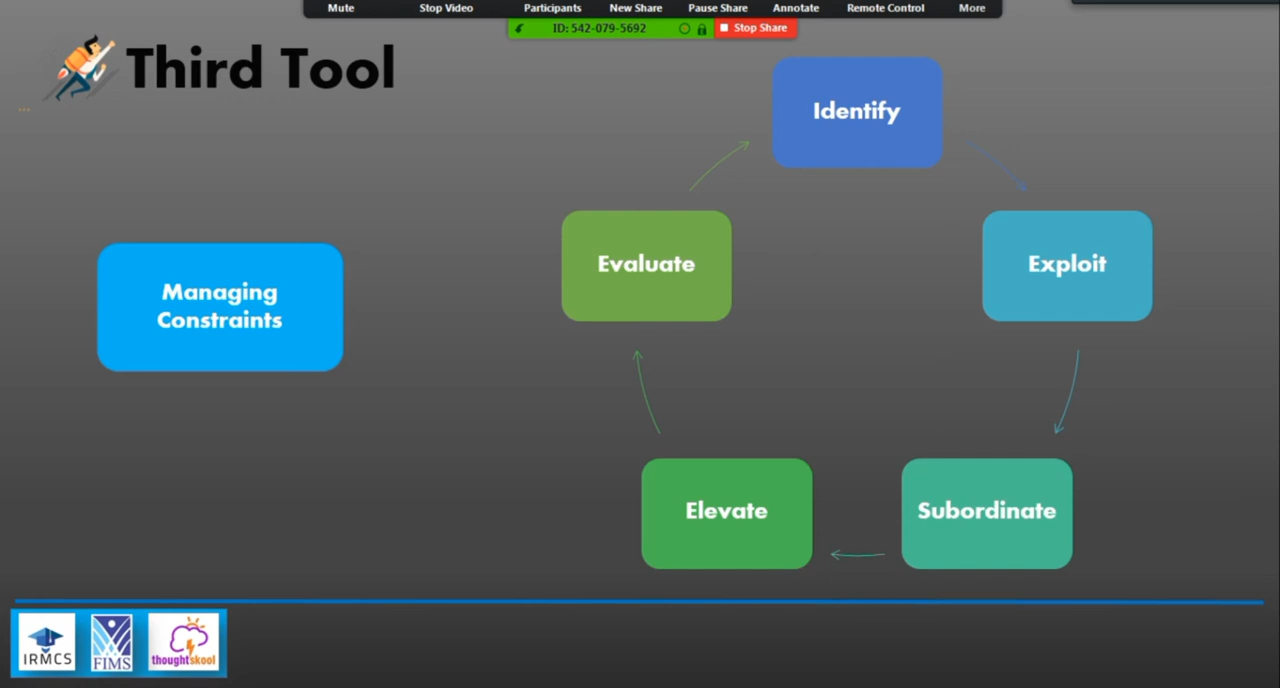 Mute Stop Video Participants New Share Pause Share Annotate Remote Control More
ID: 542-079-5692 Stop Share
Third Tool
Identify
Evaluate
Exploit
Managing
Constraints
Elevate
Subordinate
IRMCS
FIMS
thoughtskool